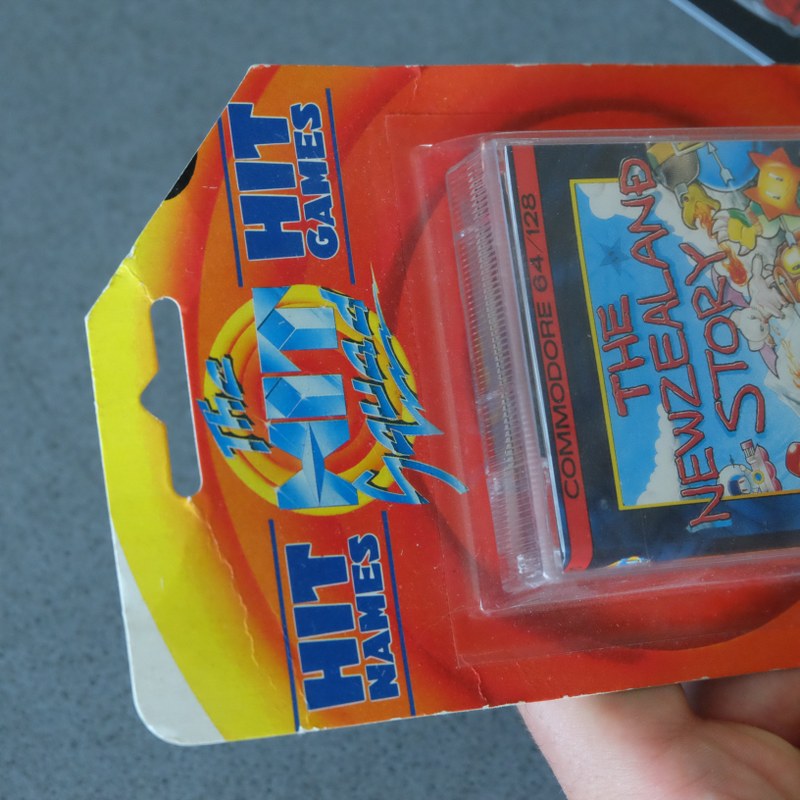 HIT
NAMES
The
HIT
Squad
HIT
GAMES
COMMODORE 64/128
THE
NEWZEALAND
STORY